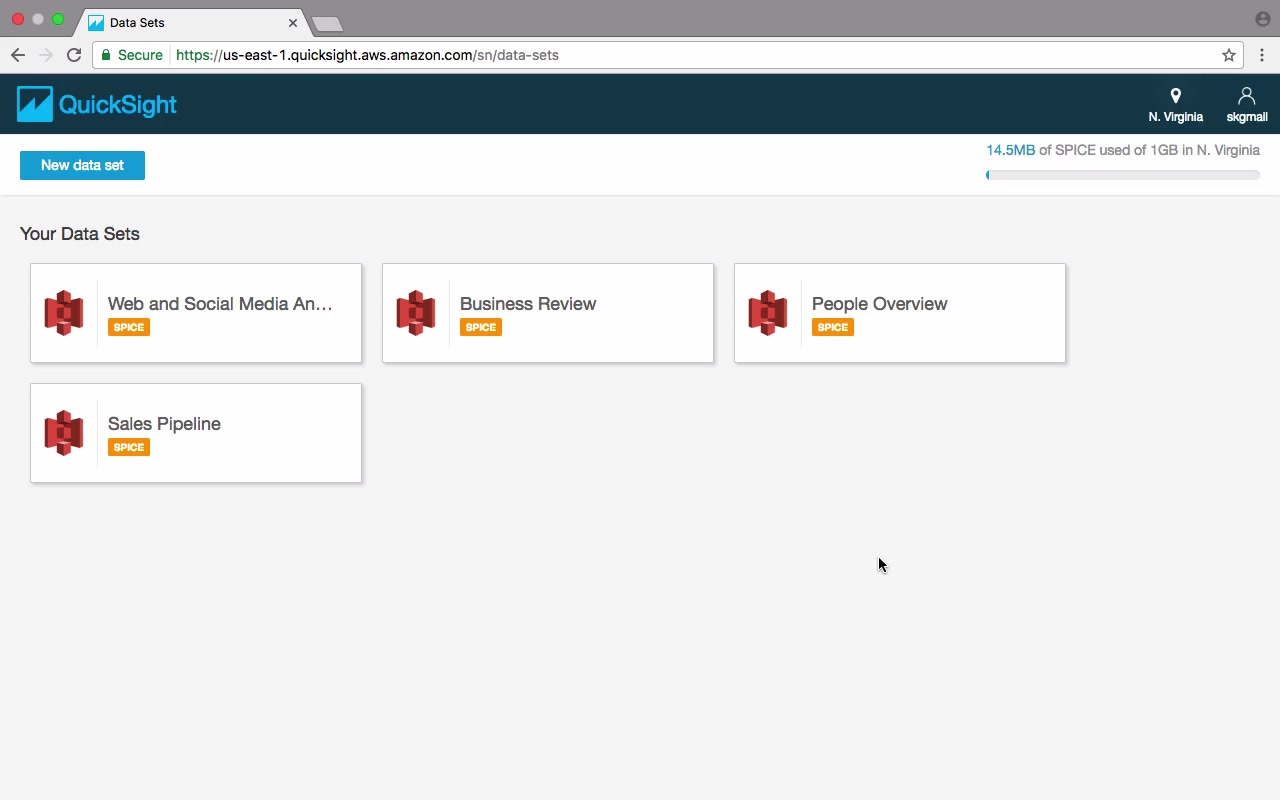 Data Sets
Secure https://us-east-1.quicksight.aws.amazon.com/sn/data-sets
QuickSight
N. Virginia
skgmail
New data set
14.5MB of SPICE used of 1GB in N. Virginia
Your Data Sets
Web and Social Media An...
SPICE
Business Review
SPICE
People Overview
SPICE
Sales Pipeline
SPICE